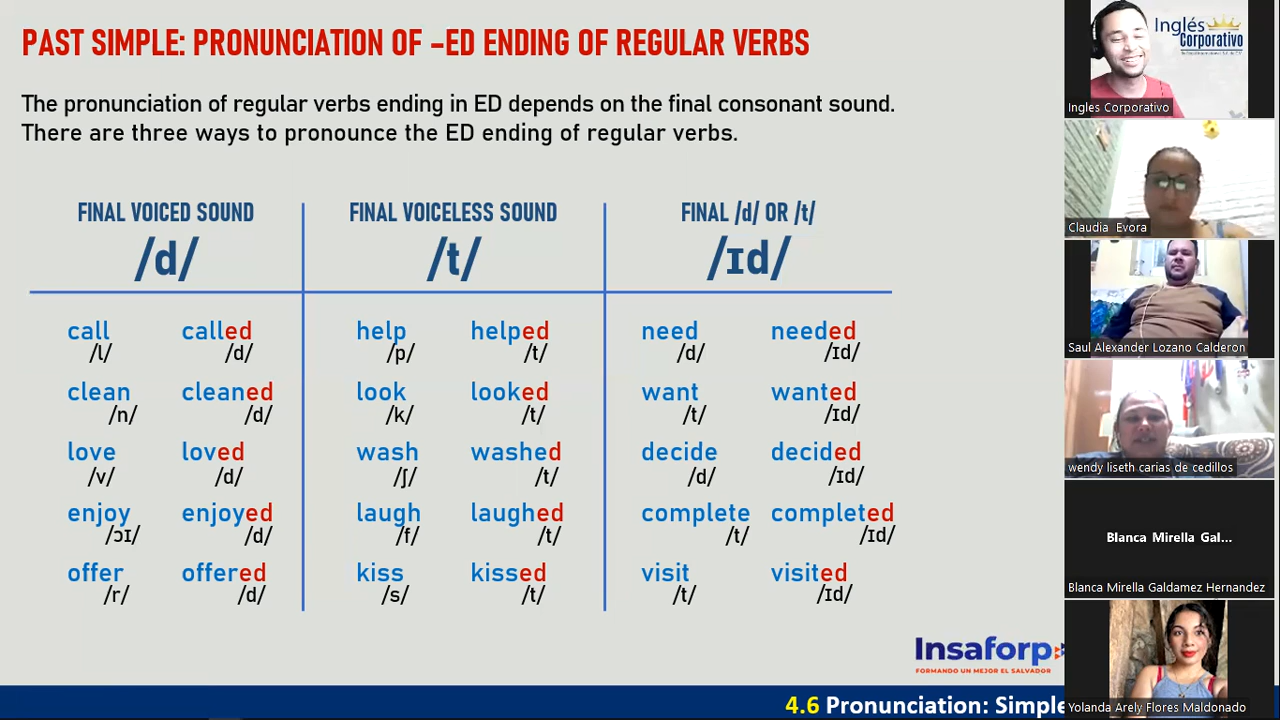 PAST SIMPLE: PRONUNCIATION OF -ED ENDING OF REGULAR VERBS
The pronunciation of regular verbs ending in ED depends on the final consonant sound.
There are three ways to pronounce the ED ending of regular verbs.
FINAL VOICED SOUND
/d/
call called
/l/ /d/
clean cleaned
/n/ /d/
love loved
/v/ /d/
enjoy enjoyed
/ɔɪ/ /d/
offer offered
/r/ /d/
FINAL VOICELESS SOUND
/t/
help helped
/p/ /t/
look looked
/k/ /t/
wash washed
/ʃ/ /t/
laugh laughed
/f/ /t/
kiss kissed
/s/ /t/
FINAL /d/ OR /t/
/ɪd/
need needed
/d/ /ɪd/
want wanted
/t/ /ɪd/
decide decided
/d/ /ɪd/
complete completed
/t/ /ɪd/
visit visited
/t/ /ɪd/
Insaforp
FORMANDO UN MEJOR EL SALVADOR
4.6 Pronunciation: Simple
Inglés
Corporativo
Ingles Corporativo
Claudia Evora
Saul Alexander Lozano Calderon
wendy liseth carias de cedillos
Blanca Mirella Gal...
Blanca Mirella Galdamez Hernandez
Yolanda Arely Flores Maldonado